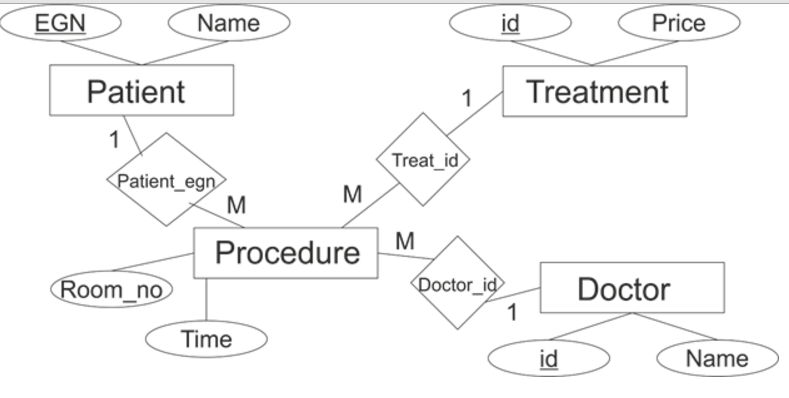 EGN
Name
id
Price
Patient
Treatment
1
1
Treat_id
Patient_egn
M
M
M
Procedure
Doctor_id
Room_no
Doctor
1
Time
id
Name